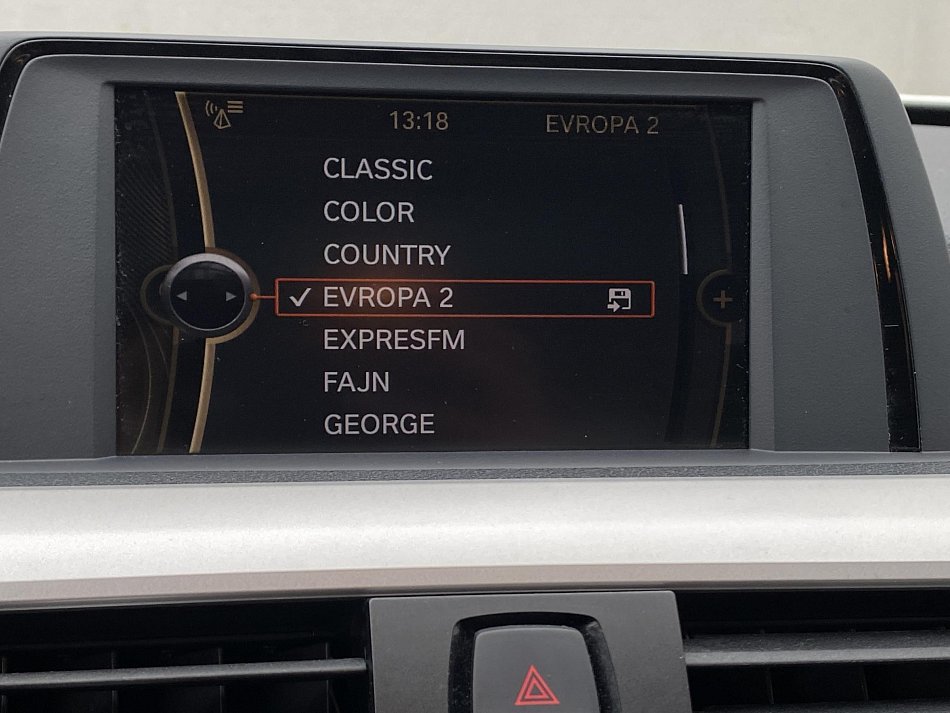 13:18 EVROPA 2
CLASSIC
COLOR
COUNTRY
EVROPA 2
EXPRESFM
FAJN
GEORGE